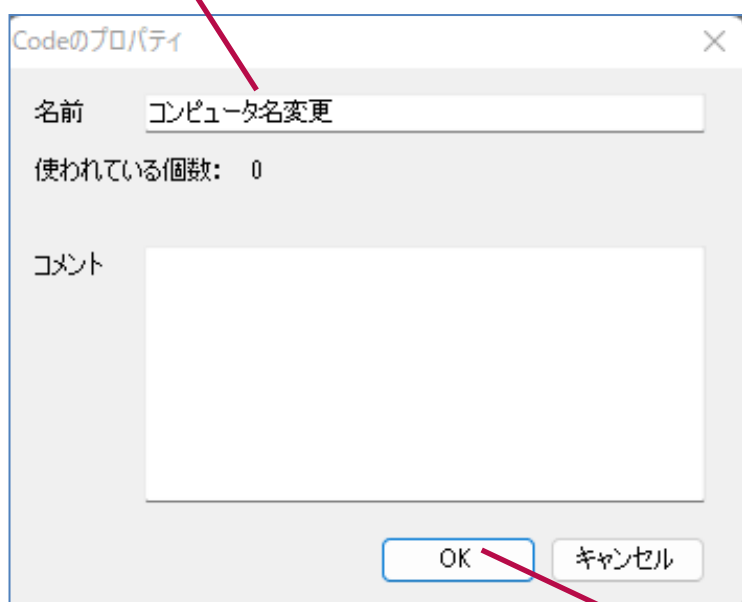 Codeのプロパティ
名前 コンピュータ名変更
使われている個数: 0
コメント
OK キャンセル